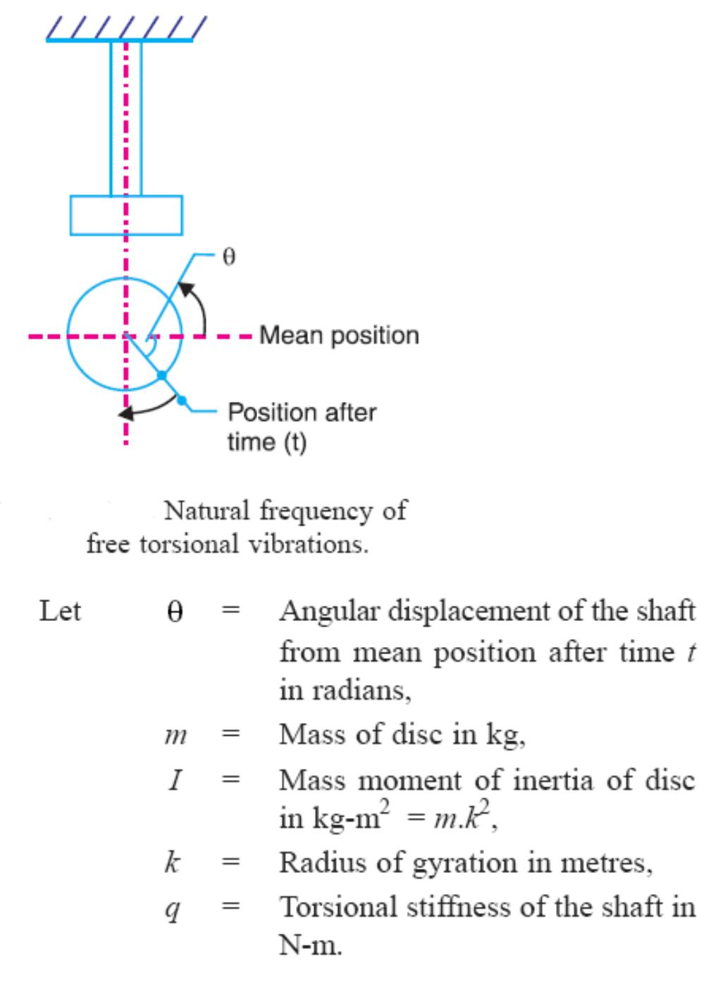 θ
Mean position
Position after
time (t)
Natural frequency of
free torsional vibrations.
Let θ = Angular displacement of the shaft
from mean position after time t
in radians,
m = Mass of disc in kg,
I = Mass moment of inertia of disc
in kg-m² = m.k²,
k = Radius of gyration in metres,
q = Torsional stiffness of the shaft in
N-m.